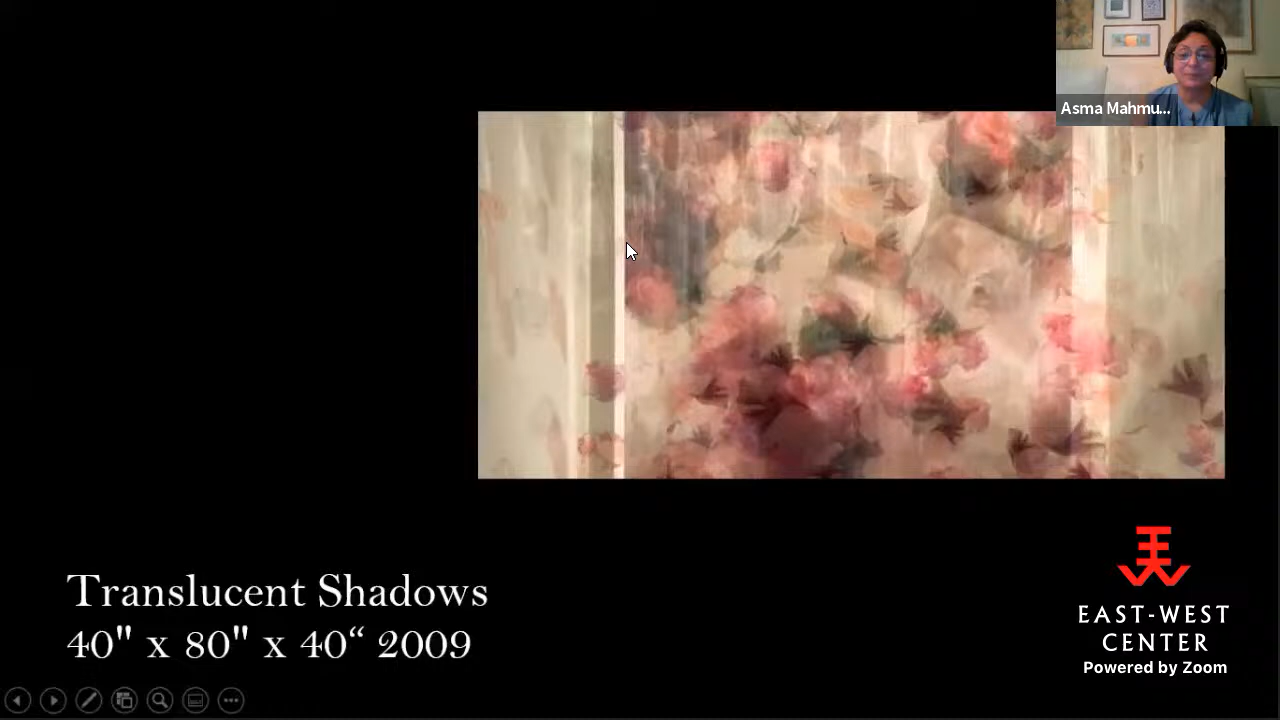 Asma Mahmu...
Translucent Shadows
40" x 80" x 40“ 2009
EAST-WEST
CENTER
Powered by Zoom